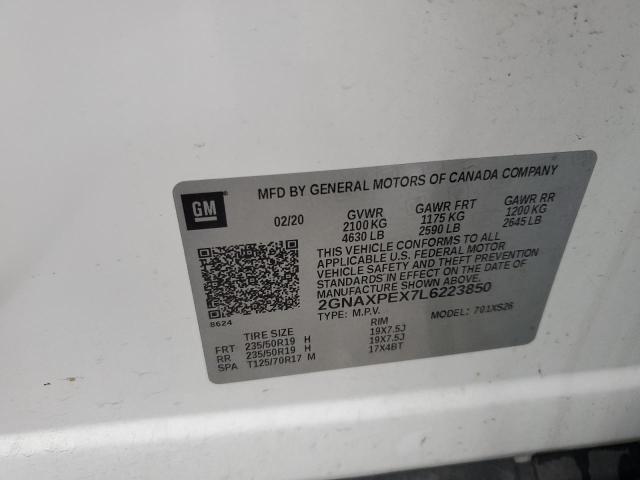 MFD BY GENERAL MOTORS OF CANADA COMPANY
GM
02/20 GVWR GAWR FRT GAWR RR
2100 KG 1175 KG 1200 KG
4630 LB 2590 LB 2645 LB
THIS VEHICLE CONFORMS TO ALL
APPLICABLE U.S. FEDERAL MOTOR
VEHICLE SAFETY AND THEFT PREVENTION
STANDARDS IN EFFECT ON THE DATE OF
MANUFACTURE SHOWN ABOVE.
2GNAXPEX7L6223850
8624
TYPE: M.P.V. MODEL: 701XS26
TIRE SIZE RIM
FRT 235/50R19 H 19X7.5J
RR 235/50R19 H 19X7.5J
SPA T125/70R17 M 17X4BT